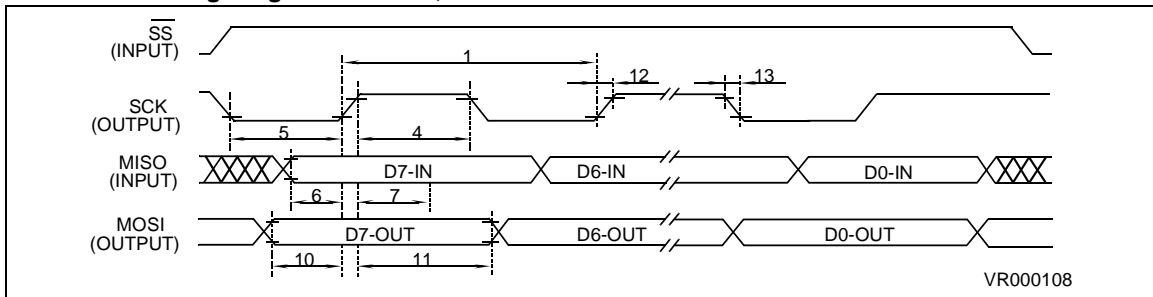 SS
(INPUT)
1
12
13
SCK
(OUTPUT)
5
4
MISO
(INPUT)
D7-IN
D6-IN
D0-IN
6
7
MOSI
(OUTPUT)
D7-OUT
D6-OUT
D0-OUT
10
11
VR000108